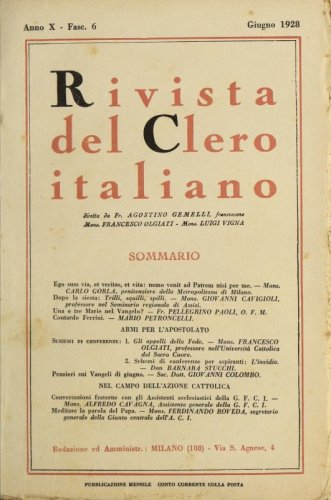 Anno X - Fasc. 6 Giugno 1928
Rivista
del Clero
italiano
diretta da Fr. AGOSTINO GEMELLI, francescano
Mons. FRANCESCO OLGIATI - Mons. LUIGI VIGNA
SOMMARIO
Ego sum via, et veritas, et vita: nemo venit ad Patrem nisi per me. — Mons.
CARLO GORLA, penitenziere della Metropolitana di Milano.
Dopo la siesta: Trilli, squilli, spilli, — Mons. GIOVANNI CAVIGIOLI,
professore nel Seminario regionale di Assisi.
Una o tre Marie nel Vangelo? — Fr. PELLEGRINO PAOLI, O. F. M.
Contardo Ferrini. — MARIO PETRONCELLI.
ARMI PER L'APOSTOLATO
SCHEMI DI CONFERENZE: 1. Gli appelli della Fede. — Mons. FRANCESCO
OLGIATI, professore nell'Università Cattolica
del Sacro Cuore.
2. Schemi di conferenze per aspiranti: L'invidia.
— Don BARNABA STUCCHI.
Pensieri sui Vangeli di giugno. — Sac. Dott. GIOVANNI COLOMBO.
NEL CAMPO DELL'AZIONE CATTOLICA
Conversazioni fraterne con gli Assistenti ecclesiastici della G. F. C. I. —
Mons. ALFREDO CAVAGNA, Assistente generale della G. F. C. I.
Meditare la parola del Papa. — Mons. FERDINANDO ROVEDA, segretario
generale della Giunta centrale dell'A. C. I.
Redazione ed Amministr.: MILANO (108) - Via S. Agnese, 4
PUBBLICAZIONE MENSILE CONTO CORRENTE COLLA POSTA